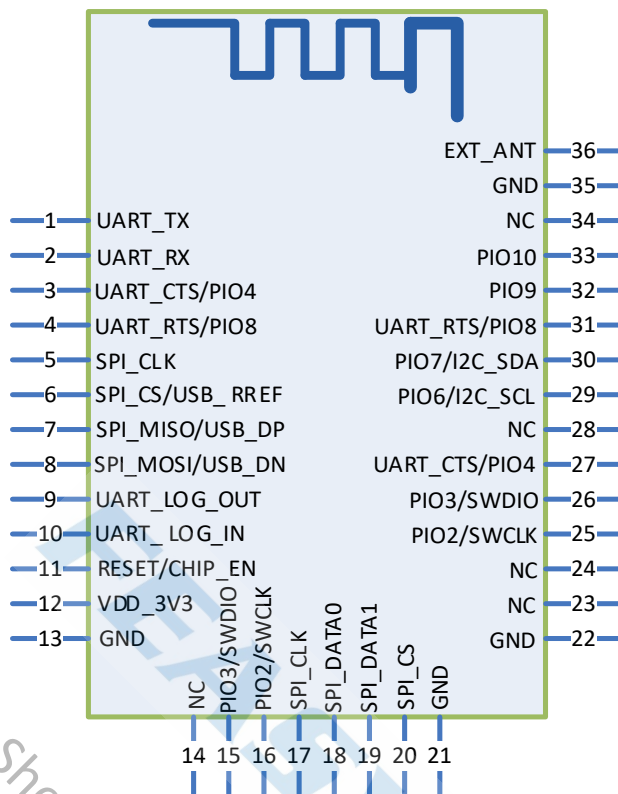 EXT_ANT 36
GND 35
1 UART_TX NC 34
2 UART_RX PIO10 33
3 UART_CTS/PIO4 PIO9 32
4 UART_RTS/PIO8 UART_RTS/PIO8 31
5 SPI_CLK PIO7/I2C_SDA 30
6 SPI_CS/USB_RREF PIO6/I2C_SCL 29
7 SPI_MISO/USB_DP NC 28
8 SPI_MOSI/USB_DN UART_CTS/PIO4 27
9 UART_LOG_OUT PIO3/SWDIO 26
10 UART_ LOG_IN PIO2/SWCLK 25
11 RESET/CHIP_EN NC 24
12 VDD_3V3 NC 23
13 GND GND 22
NC PIO3/SWDIO PIO2/SWCLK SPI_CLK SPI_DATA0 SPI_DATA1 SPI_CS GND
14 15 16 17 18 19 20 21
FEAS
She